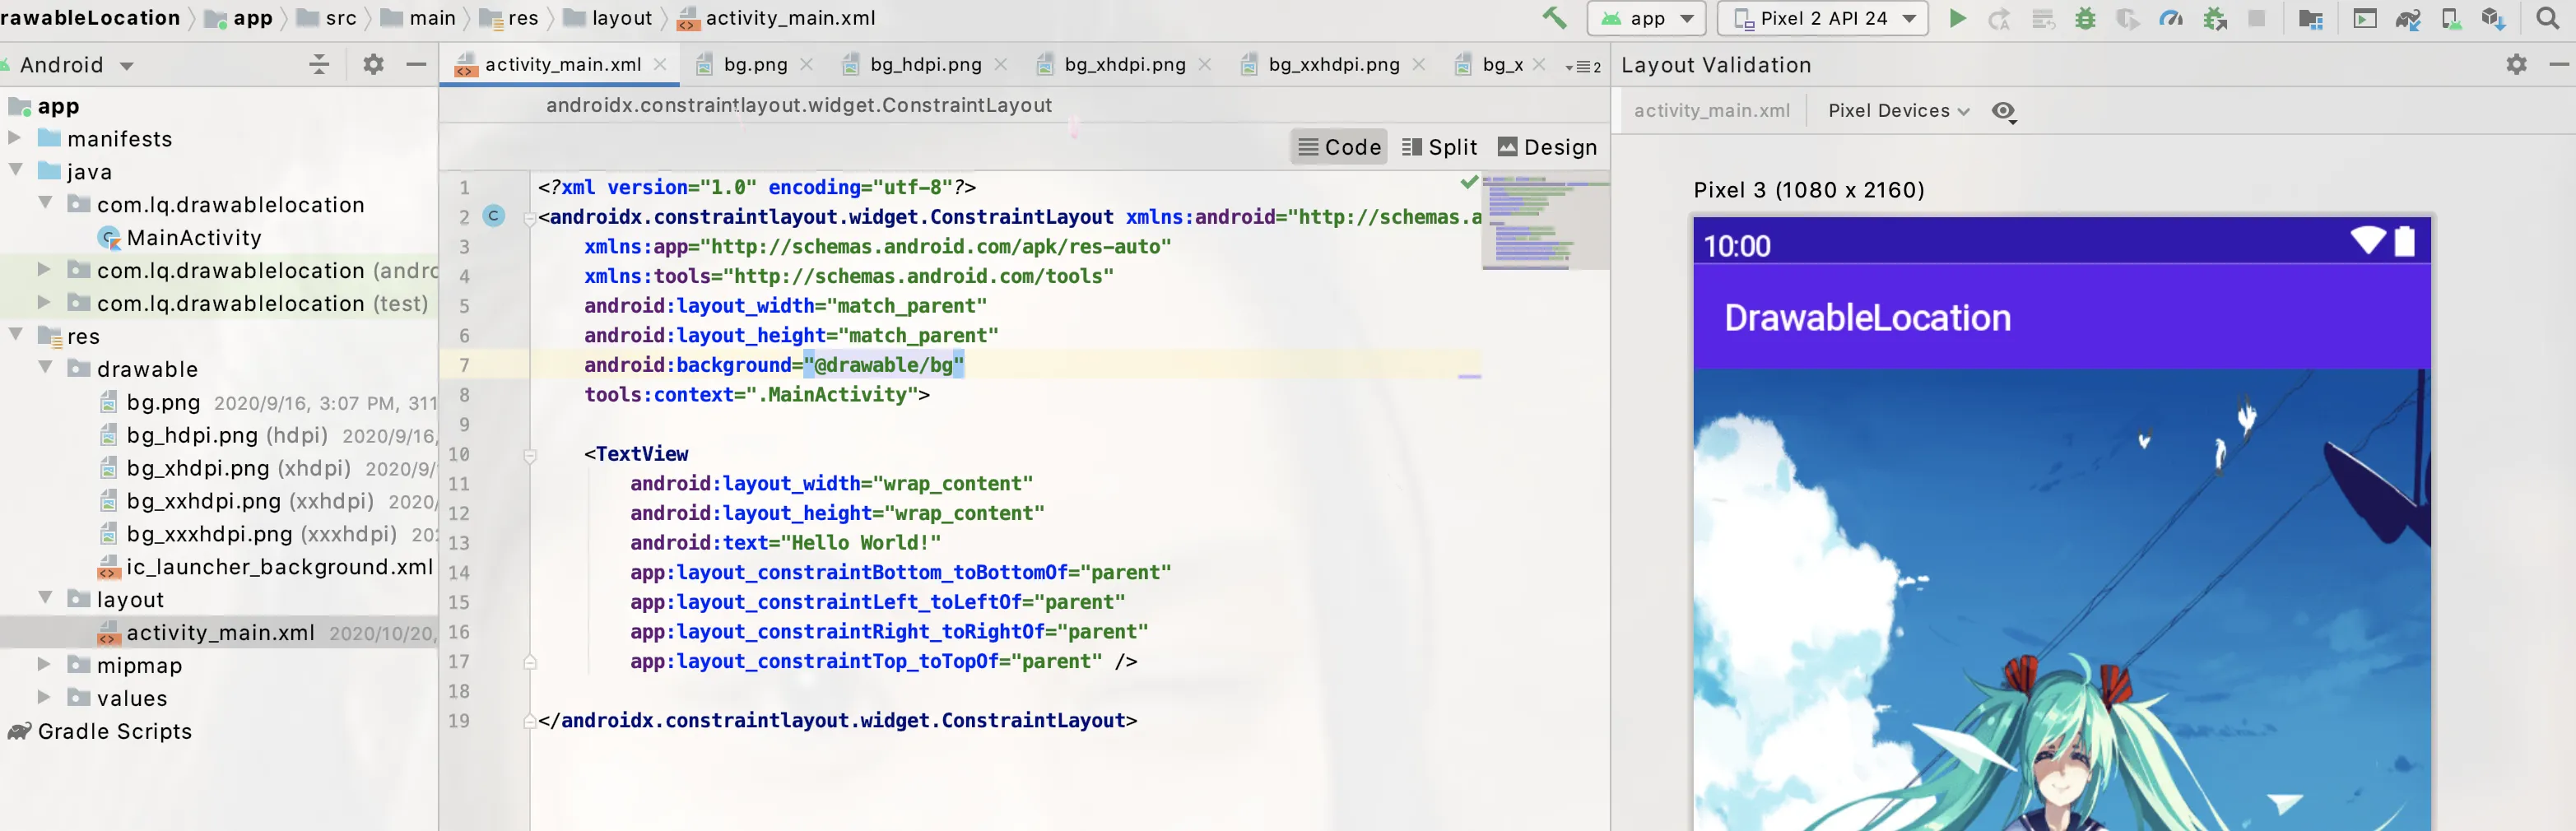 rawableLocation app src main res layout activity_main.xml app Pixel 2 API 24
Android
activity_main.xml bg.png bg_hdpi.png bg_xhdpi.png bg_xxhdpi.png bg_x 2
Layout Validation
app
manifests
java
com.lq.drawablelocation
MainActivity
com.lq.drawablelocation (andro
com.lq.drawablelocation (test)
res
drawable
bg.png 2020/9/16, 3:07 PM, 311
bg_hdpi.png (hdpi) 2020/9/16,
bg_xhdpi.png (xhdpi) 2020/9/
bg_xxhdpi.png (xxhdpi) 2020/
bg_xxxhdpi.png (xxxhdpi) 202
ic_launcher_background.xml
layout
activity_main.xml 2020/10/20,
mipmap
values
Gradle Scripts
androidx.constraintlayout.widget.ConstraintLayout
Code Split Design
1 <?xml version="1.0" encoding="utf-8"?>
2 C <androidx.constraintlayout.widget.ConstraintLayout xmlns:android="http://schemas.a
3 xmlns:app="http://schemas.android.com/apk/res-auto"
4 xmlns:tools="http://schemas.android.com/tools"
5 android:layout_width="match_parent"
6 android:layout_height="match_parent"
7 android:background="@drawable/bg"
8 tools:context=".MainActivity">
9
10 <TextView
11 android:layout_width="wrap_content"
12 android:layout_height="wrap_content"
13 android:text="Hello World!"
14 app:layout_constraintBottom_toBottomOf="parent"
15 app:layout_constraintLeft_toLeftOf="parent"
16 app:layout_constraintRight_toRightOf="parent"
17 app:layout_constraintTop_toTopOf="parent" />
18
19 </androidx.constraintlayout.widget.ConstraintLayout>
activity_main.xml Pixel Devices
Pixel 3 (1080 x 2160)
10:00
DrawableLocation